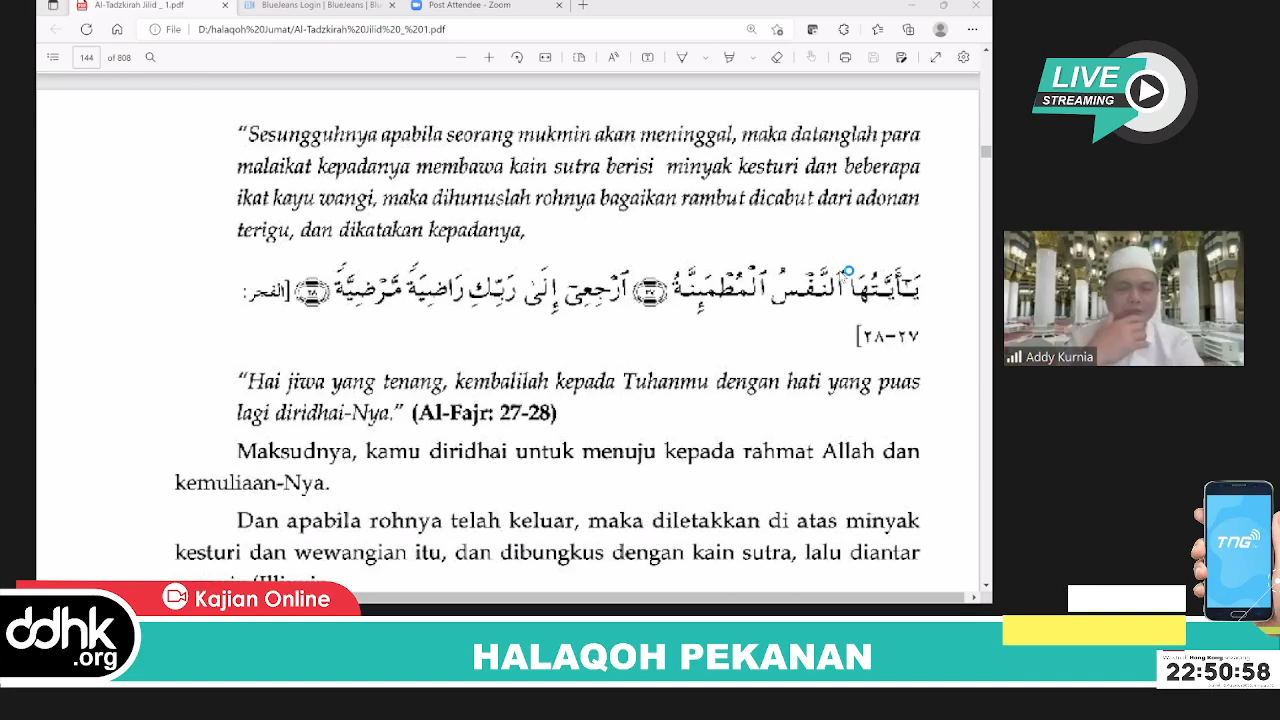 Al-Tadzkirah Jilid _ 1.pdf
BlueJeans Login | BlueJeans | Blu
Post Attendee - Zoom
File
D:/halaqoh%20Jumat/Al-Tadzkirah%20Jilid%20_%201.pdf
144 of 808
“Sesungguhnya apabila seorang mukmin akan meninggal, maka datanglah para
malaikat kepadanya membawa kain sutra berisi minyak kesturi dan beberapa
ikat kayu wangi, maka dihunuslah rohnya bagaikan rambut dicabut dari adonan
terigu, dan dikatakan kepadanya,
يَـٰٓأَيَّتُهَا ٱلنَّفْسُ ٱلْمُطْمَئِنَّةُ ٢٧ ٱرْجِعِىٓ إِلَىٰ رَبِّكِ رَاضِيَةً مَّرْضِيَّةً ٢٨ [الفجر:
٢٧-٢٨]
“Hai jiwa yang tenang, kembalilah kepada Tuhanmu dengan hati yang puas
lagi diridhai-Nya.” (Al-Fajr: 27-28)
Maksudnya, kamu diridhai untuk menuju kepada rahmat Allah dan
kemuliaan-Nya.
Dan apabila rohnya telah keluar, maka diletakkan di atas minyak
kesturi dan wewangian itu, dan dibungkus dengan kain sutra, lalu diantar
LIVE
STREAMING
Addy Kurnia
TNG
Kajian Online
ddhk
.org
HALAQOH PEKANAN
Hong Kong
22:50:58